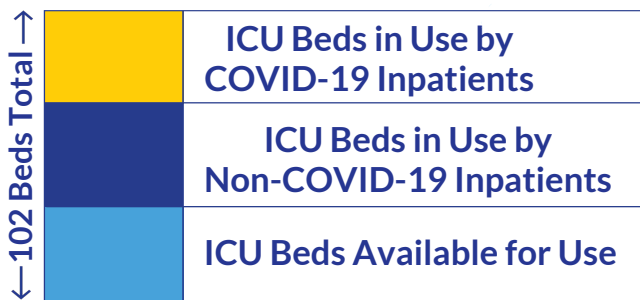 ←102 Beds Total→
ICU Beds in Use by
COVID-19 Inpatients
ICU Beds in Use by
Non-COVID-19 Inpatients
ICU Beds Available for Use